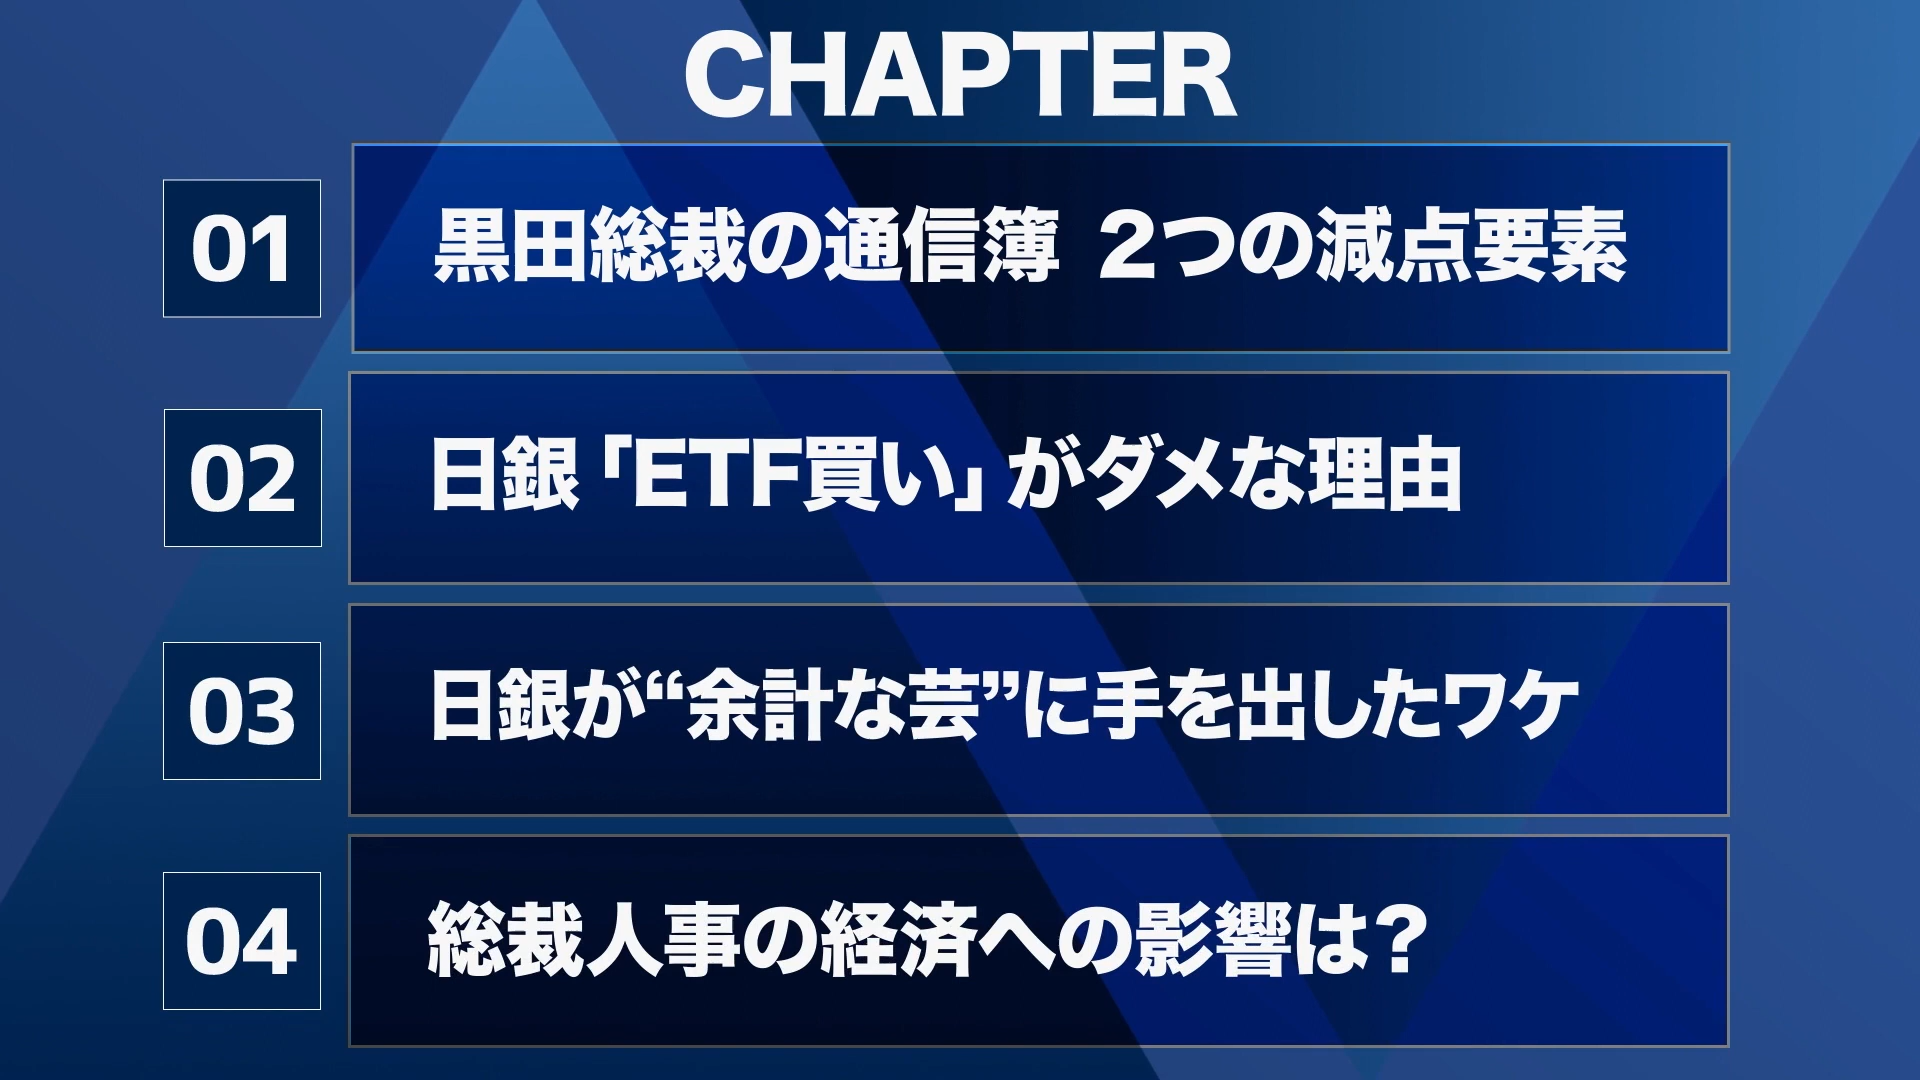 CHAPTER
01 黒田総裁の通信簿 2つの減点要素
02 日銀「ETF買い」がダメな理由
03 日銀が“余計な芸”に手を出したワケ
04 総裁人事の経済への影響は?